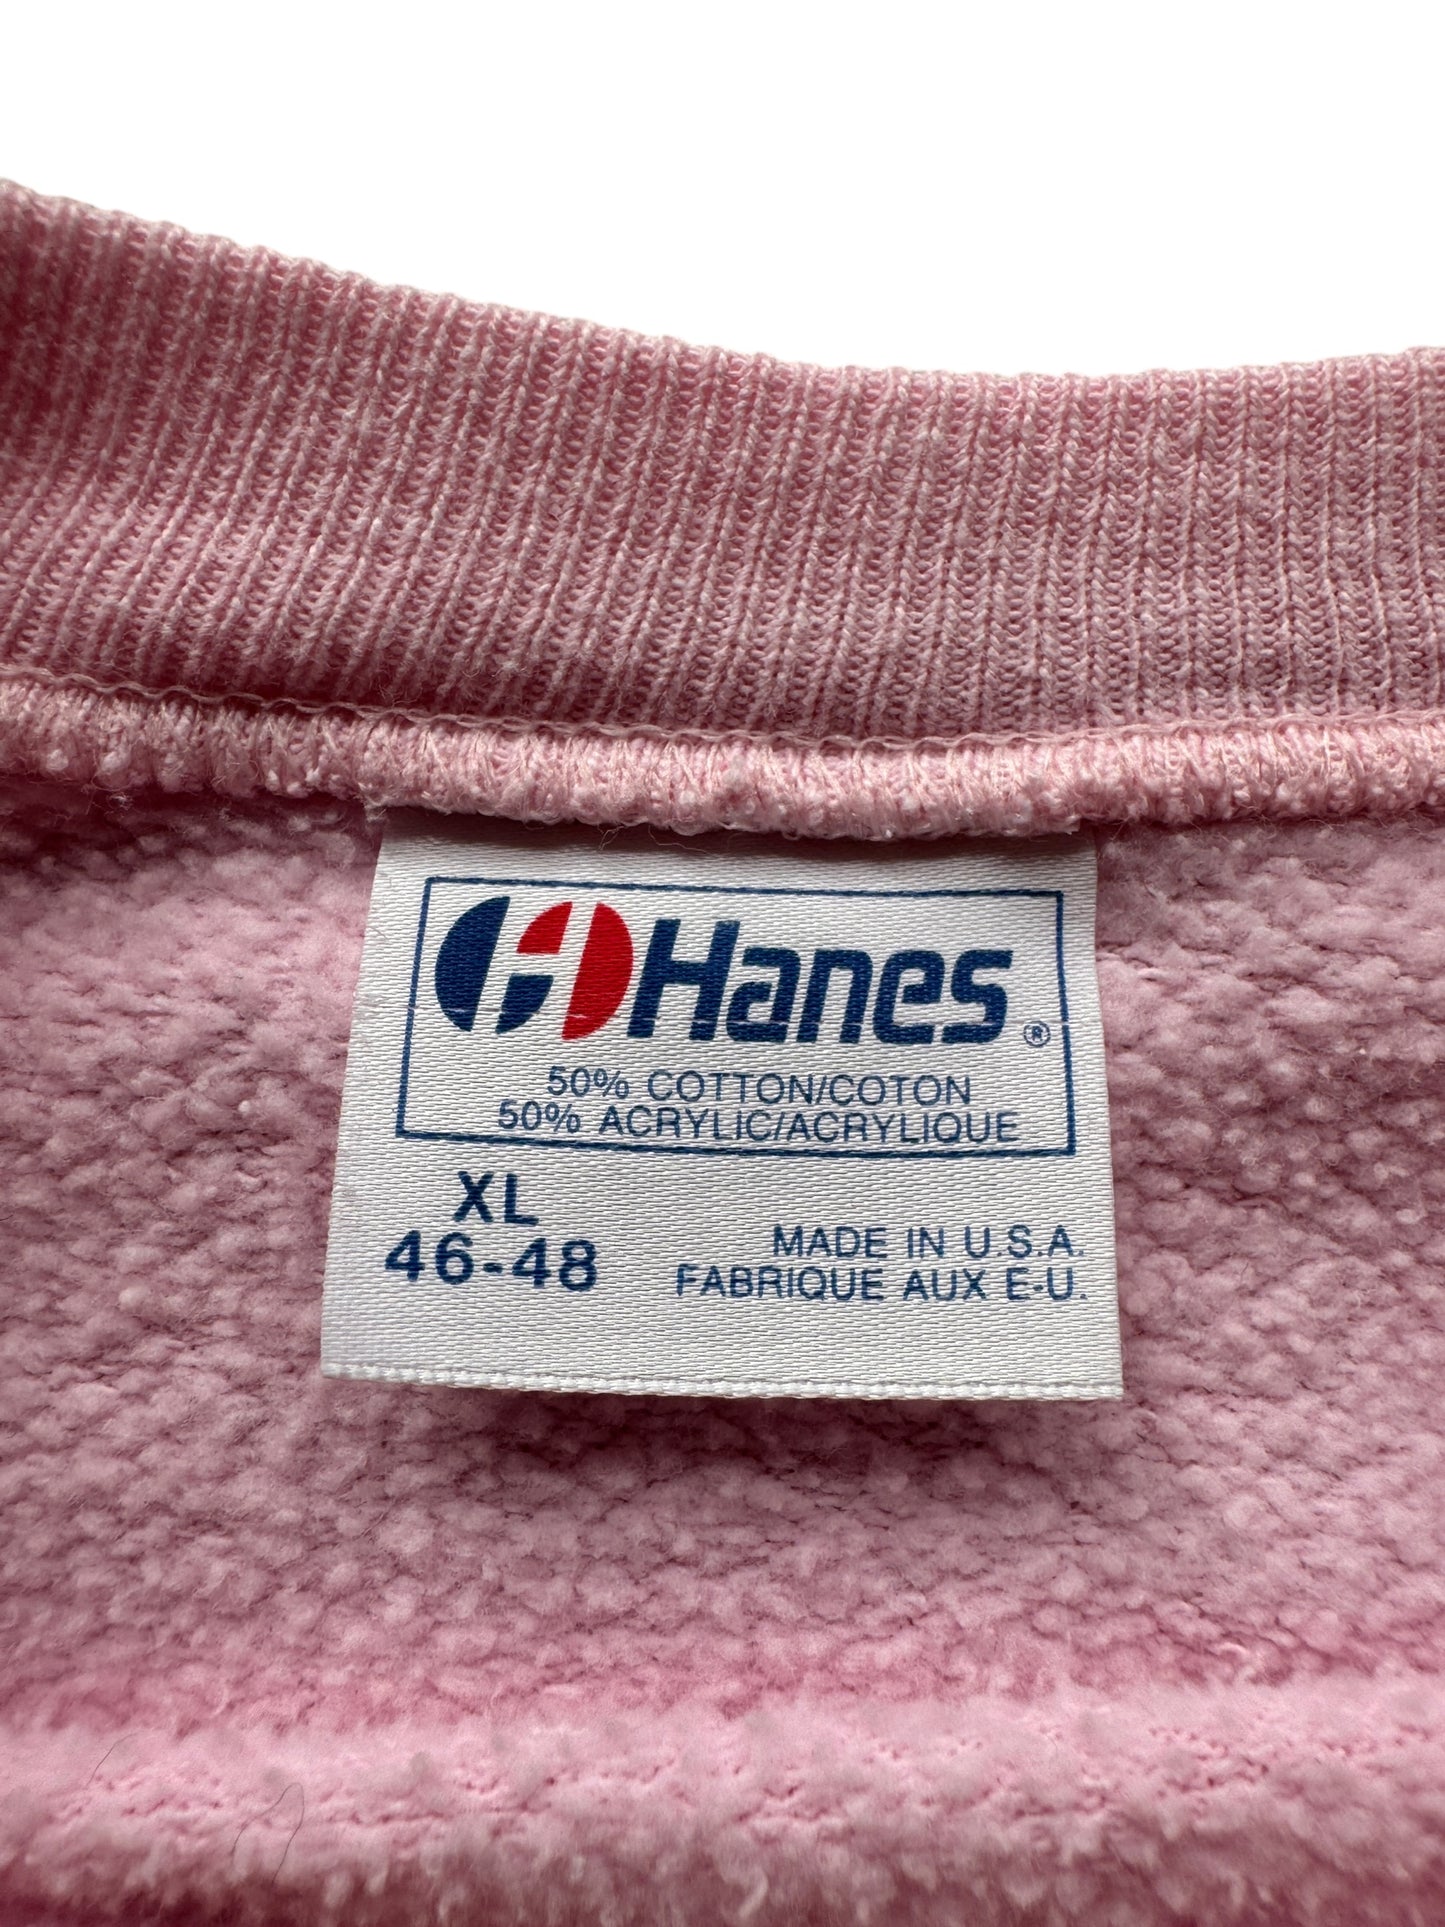 Hanes®
50% COTTON/COTON
50% ACRYLIC/ACRYLIQUE
XL
46-48
MADE IN U.S.A.
FABRIQUE AUX E-U.